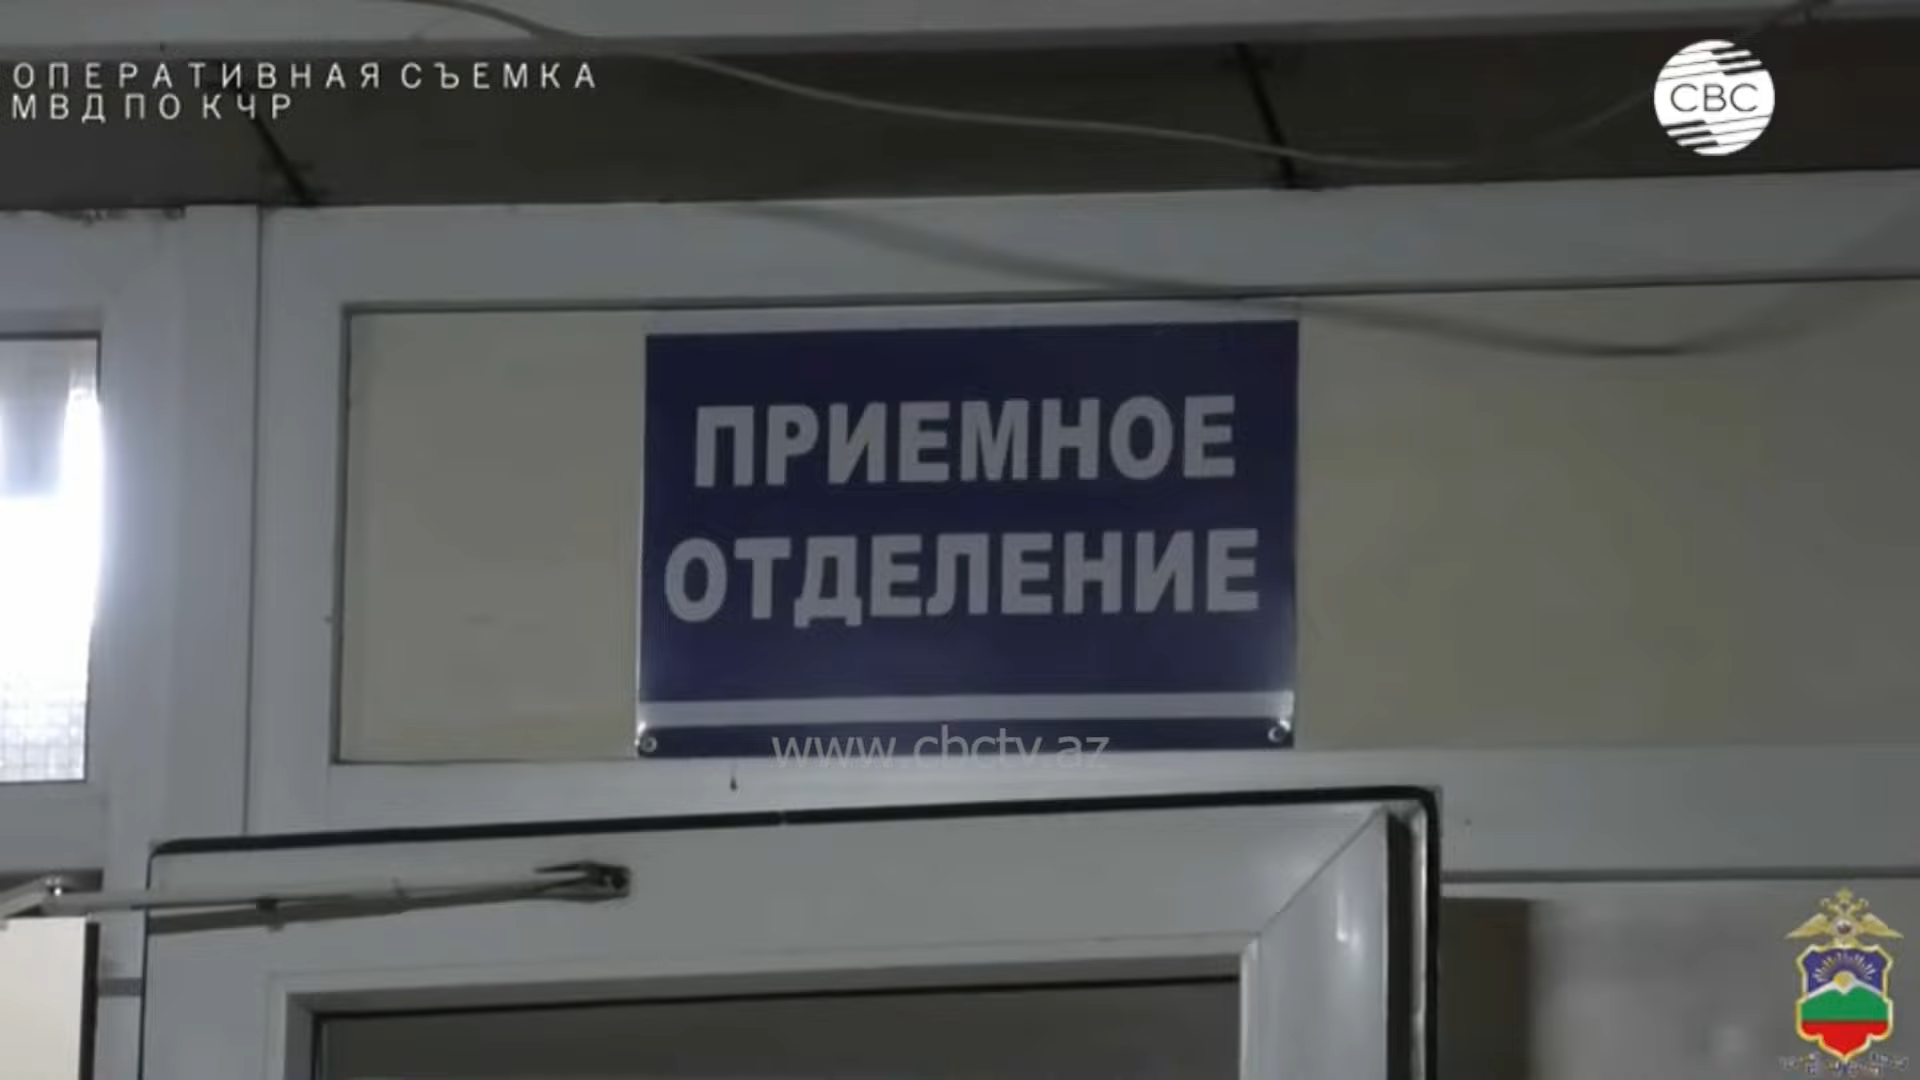 ОПЕРАТИВНАЯ СЪЕМКА
МВД ПО КЧР
CBC
ПРИЕМНОЕ
ОТДЕЛЕНИЕ
www.cbctv.az